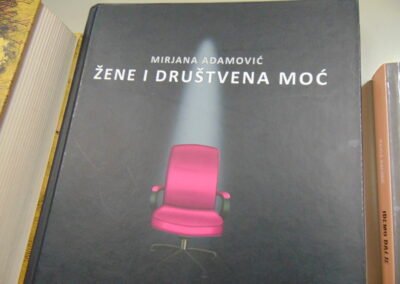 MIRJANA ADAMOVIĆ
ŽENE I DRUŠTVENA MOĆ